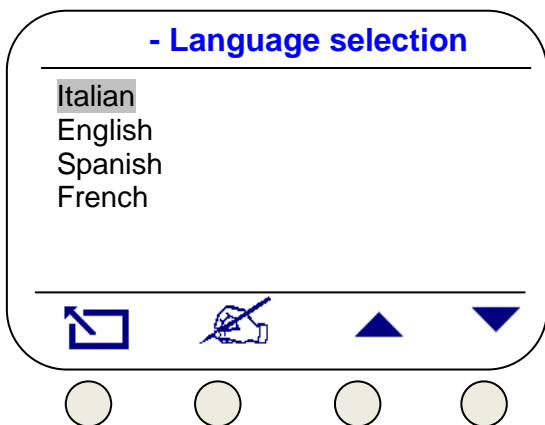 - Language selection
Italian
English
Spanish
French